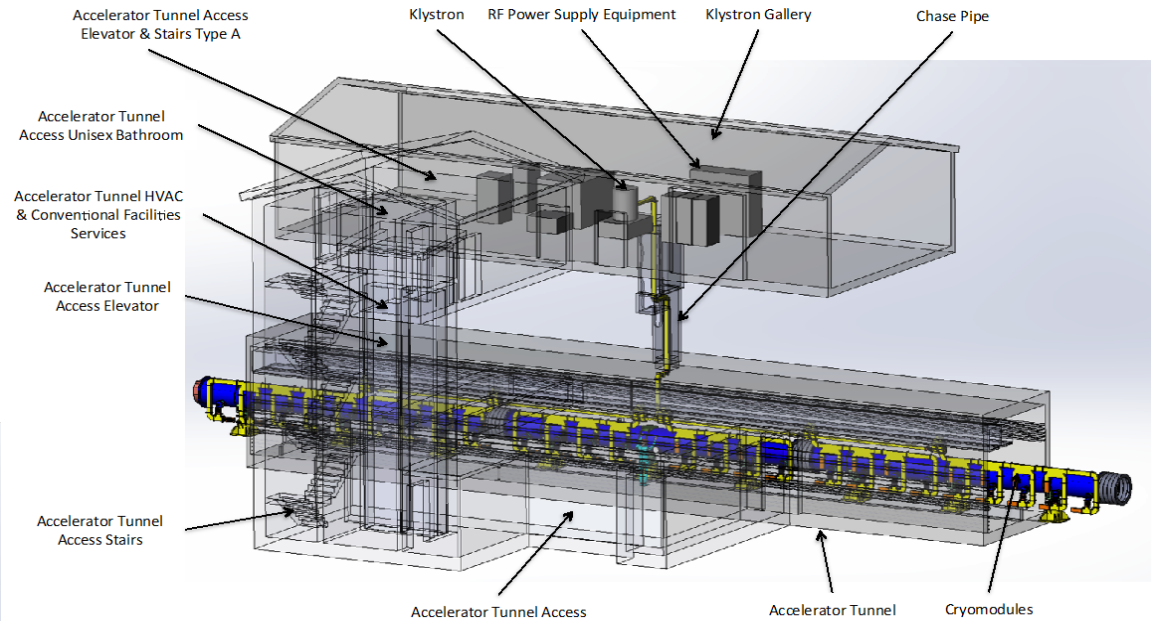 Accelerator Tunnel Access
Elevator & Stairs Type A
Klystron
RF Power Supply Equipment
Klystron Gallery
Chase Pipe
Accelerator Tunnel
Access Unisex Bathroom
Accelerator Tunnel HVAC
& Conventional Facilities
Services
Accelerator Tunnel
Access Elevator
Accelerator Tunnel
Access Stairs
Accelerator Tunnel Access
Accelerator Tunnel
Cryomodules